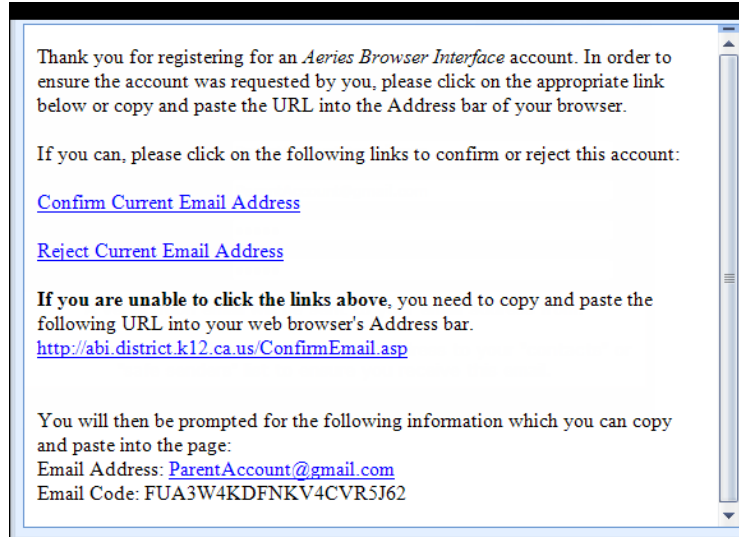 Thank you for registering for an Aeries Browser Interface account. In order to
ensure the account was requested by you, please click on the appropriate link
below or copy and paste the URL into the Address bar of your browser.
If you can, please click on the following links to confirm or reject this account:
Confirm Current Email Address
Reject Current Email Address
If you are unable to click the links above, you need to copy and paste the
following URL into your web browser's Address bar.
http://abi.district.k12.ca.us/ConfirmEmail.asp
You will then be prompted for the following information which you can copy
and paste into the page:
Email Address: ParentAccount@gmail.com
Email Code: FUA3W4KDFNKV4CVR5J62